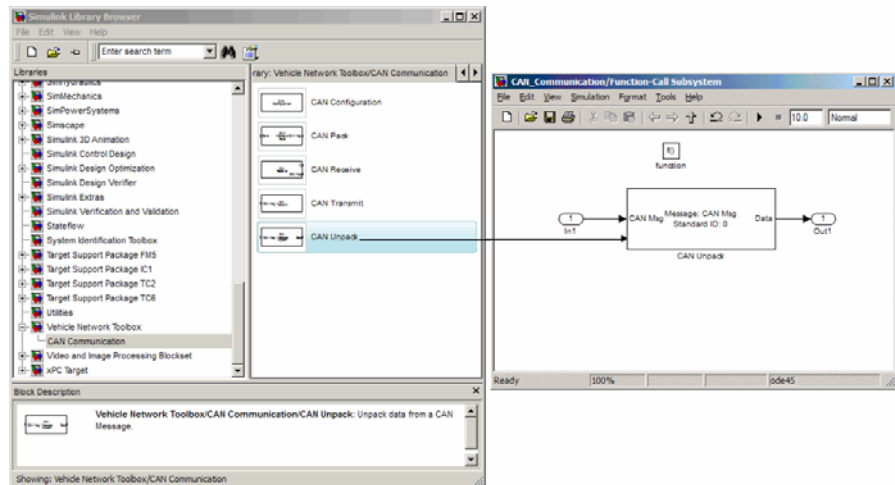 Simulink Library Browser
File Edit View Help
Enter search term
Libraries
rary: Vehicle Network Toolbox/CAN Communication
SimHydraulics
SimMechanics
SimPowerSystems
Simscape
Simulink 3D Animation
Simulink Control Design
Simulink Design Optimization
Simulink Design Verifier
Simulink Extras
Simulink Verification and Validation
Stateflow
System Identification Toolbox
Target Support Package FM5
Target Support Package IC1
Target Support Package TC2
Target Support Package TC6
Utilities
Vehicle Network Toolbox
CAN Communication
Video and Image Processing Blockset
xPC Target
CAN Configuration
CAN Pack
CAN Receive
CAN Transmit
CAN Unpack
Block Description
Vehicle Network Toolbox/CAN Communication/CAN Unpack: Unpack data from a CAN
Message.
Showing: Vehicle Network Toolbox/CAN Communication
CAN_Communication/Function-Call Subsystem
File Edit View Simulation Format Tools Help
10.0 Normal
f()
function
1
In1
CAN Msg
Message: CAN Msg
Standard ID: 0
Data
CAN Unpack
1
Out1
Ready 100% ode45